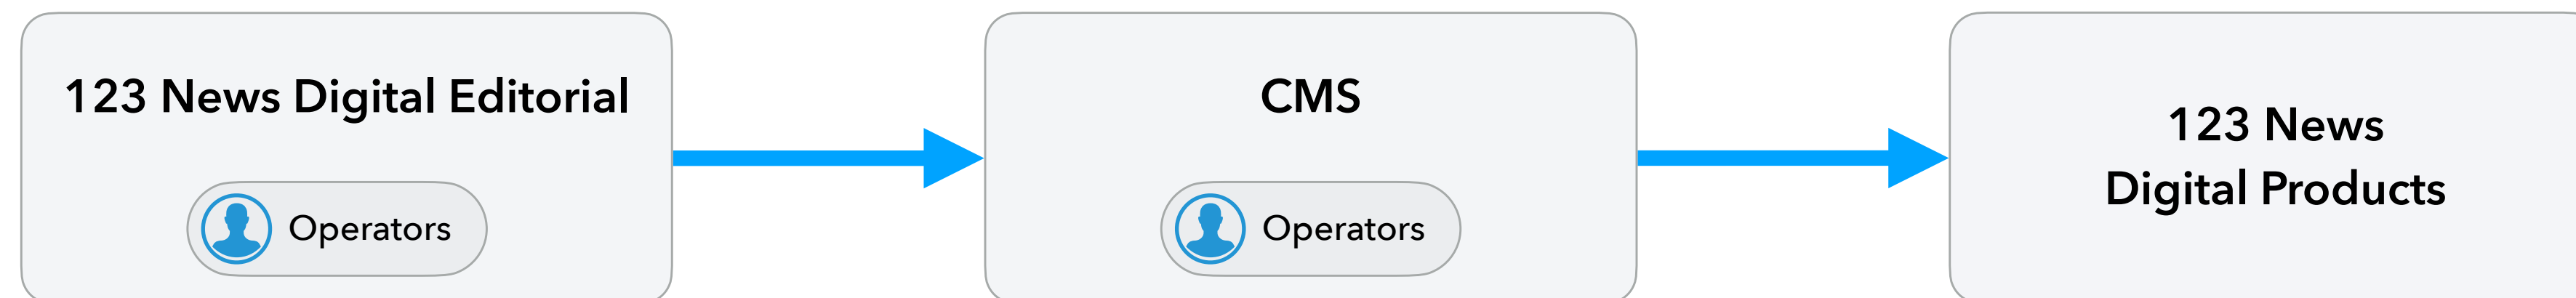 123 News Digital Editorial
Operators
CMS
Operators
123 News
Digital Products